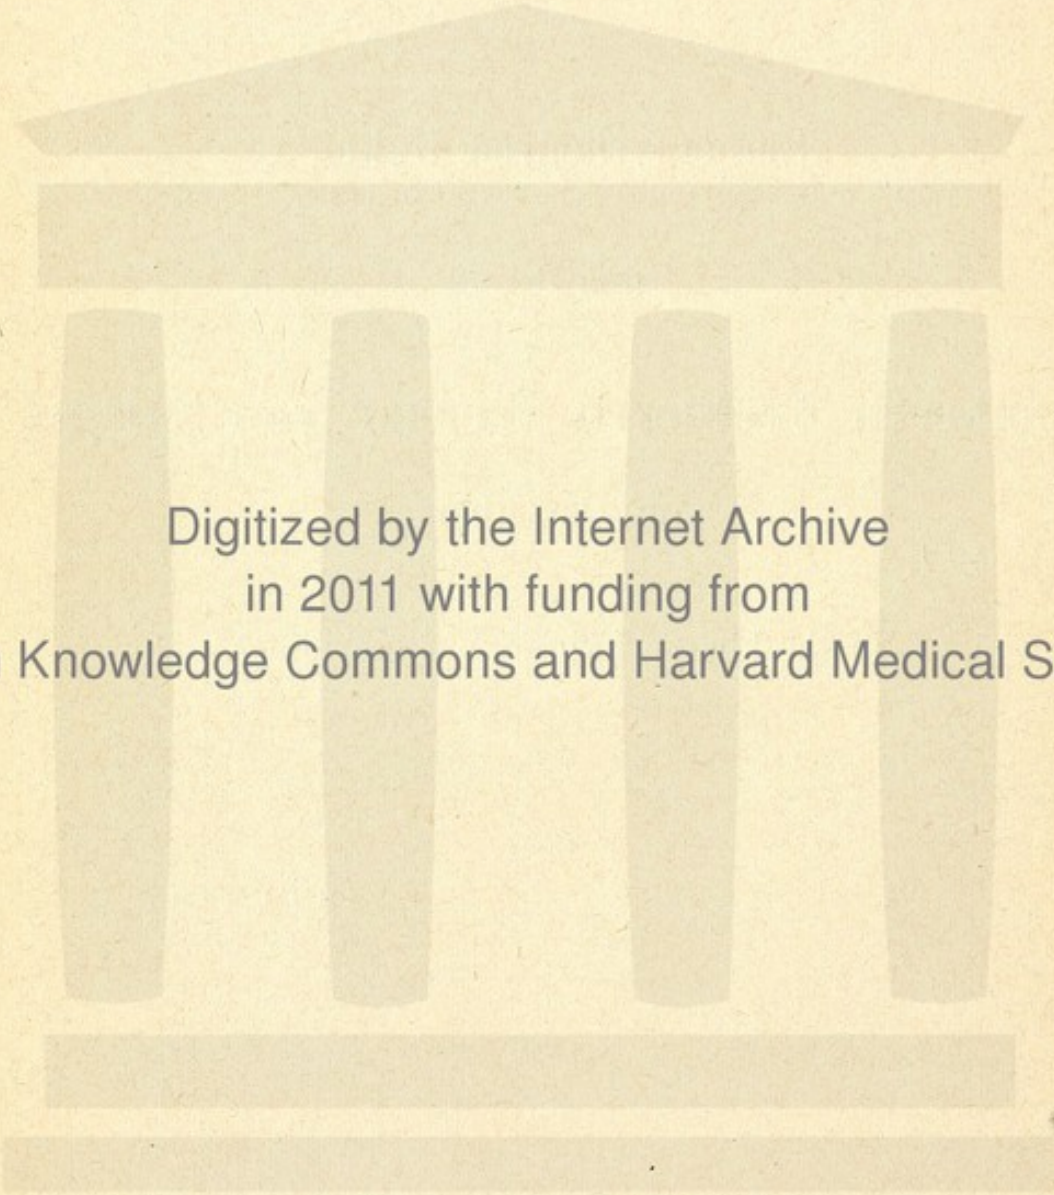 Digitized by the Internet Archive
in 2011 with funding from
Knowledge Commons and Harvard Medical S